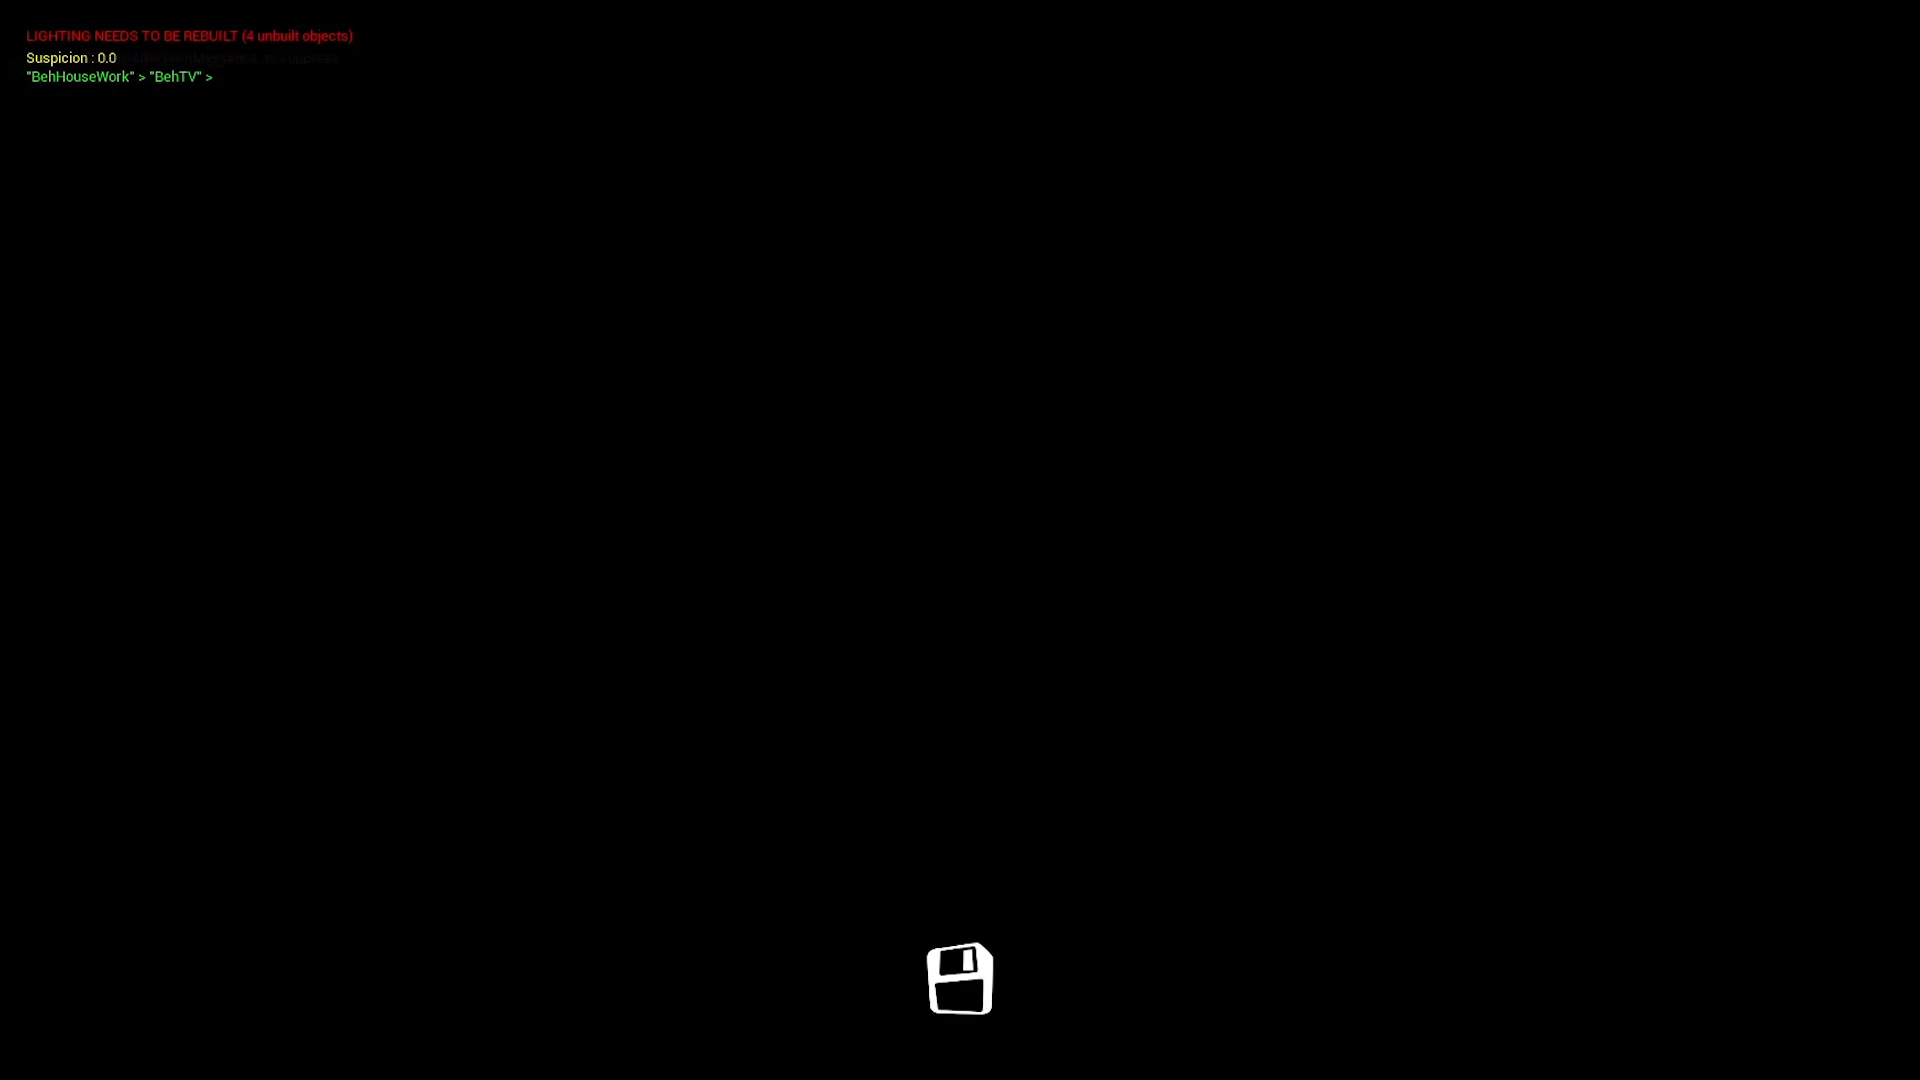 LIGHTING NEEDS TO BE REBUILT (4 unbuilt objects)
Suspicion : 0.0
"BehHouseWork" > "BehTV" >